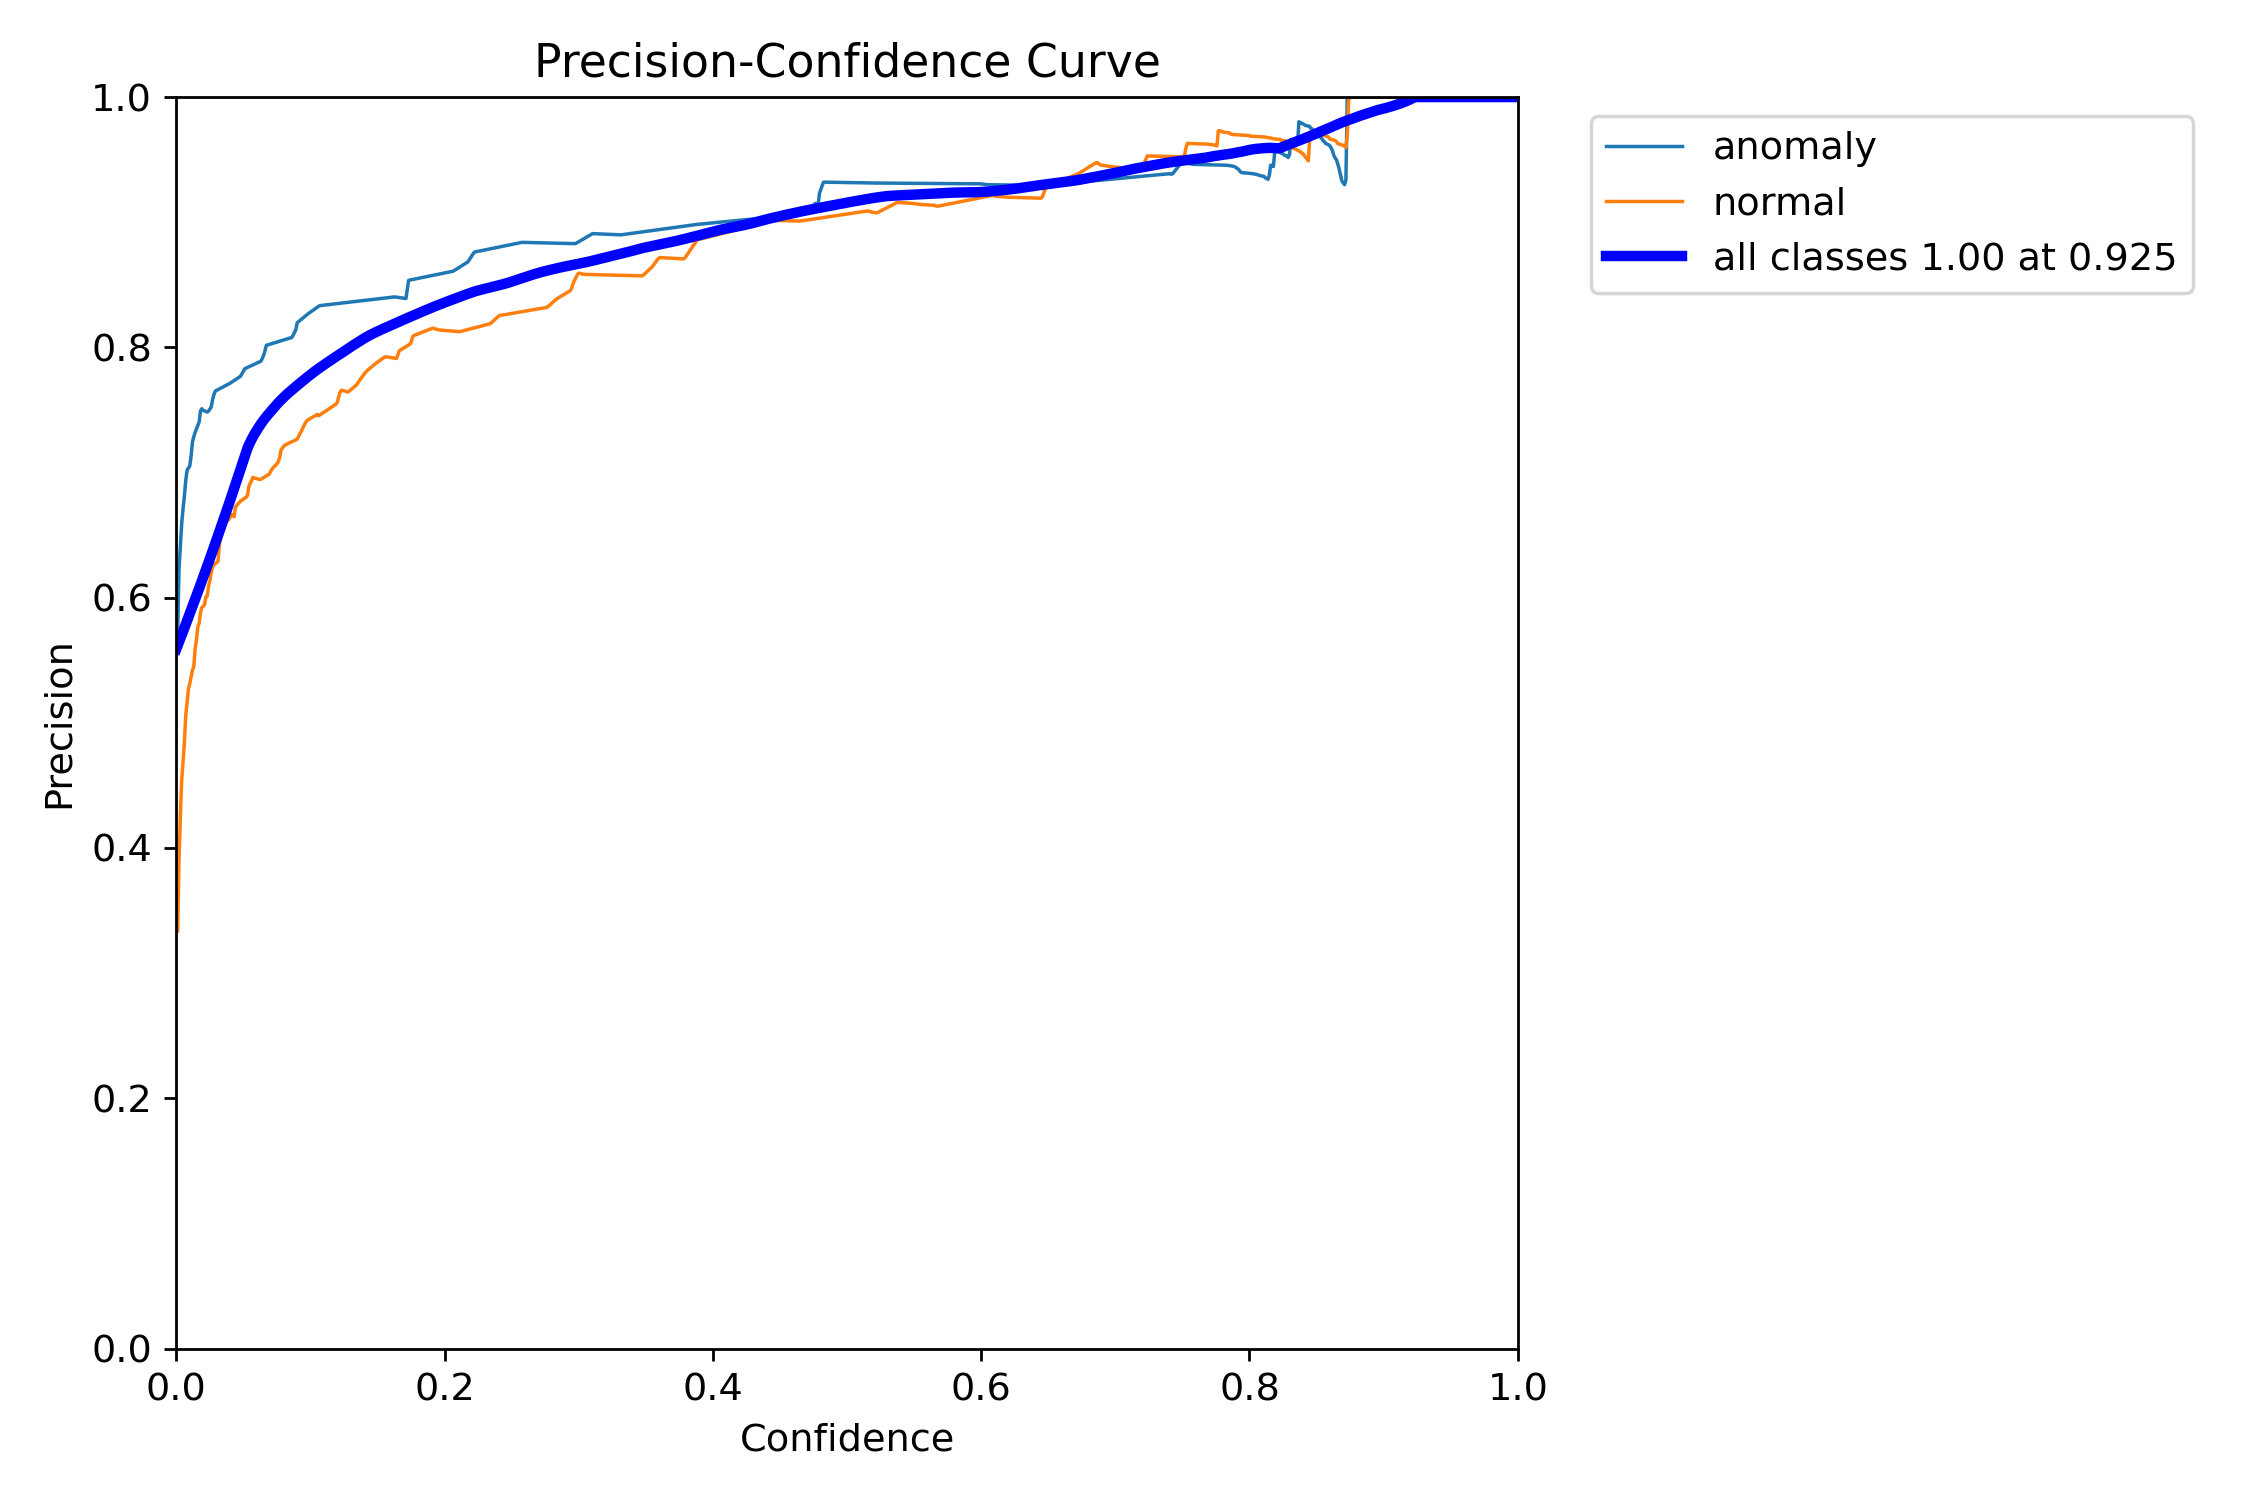 Precision-Confidence Curve
1.0
0.8
0.6
0.4
0.2
0.0
Precision
0.0 0.2 0.4 0.6 0.8 1.0
Confidence
anomaly
normal
all classes 1.00 at 0.925